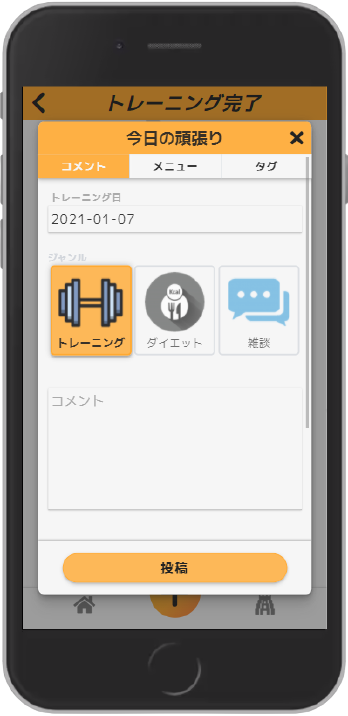 トレーニング完了
今日の頑張り
コメント メニュー タグ
トレーニング日
2021-01-07
ジャンル
Kcal
トレーニング ダイエット 雑談
コメント
投稿